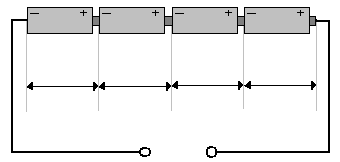 − + − + − + − +